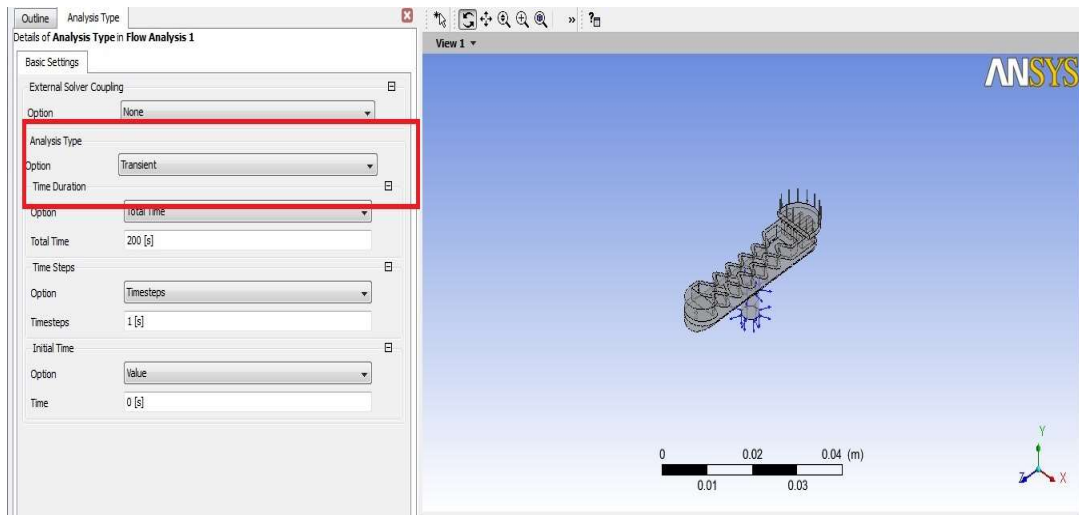 Outline Analysis Type
Details of Analysis Type in Flow Analysis 1
Basic Settings
External Solver Coupling
Option None
Analysis Type
Option Transient
Time Duration
Option Total Time
Total Time 200 [s]
Time Steps
Option Timesteps
Timesteps 1 [s]
Initial Time
Option Value
Time 0 [s]
» ?
View 1
ANSYS
0 0.02 0.04 (m)
0.01 0.03
Y
Z X